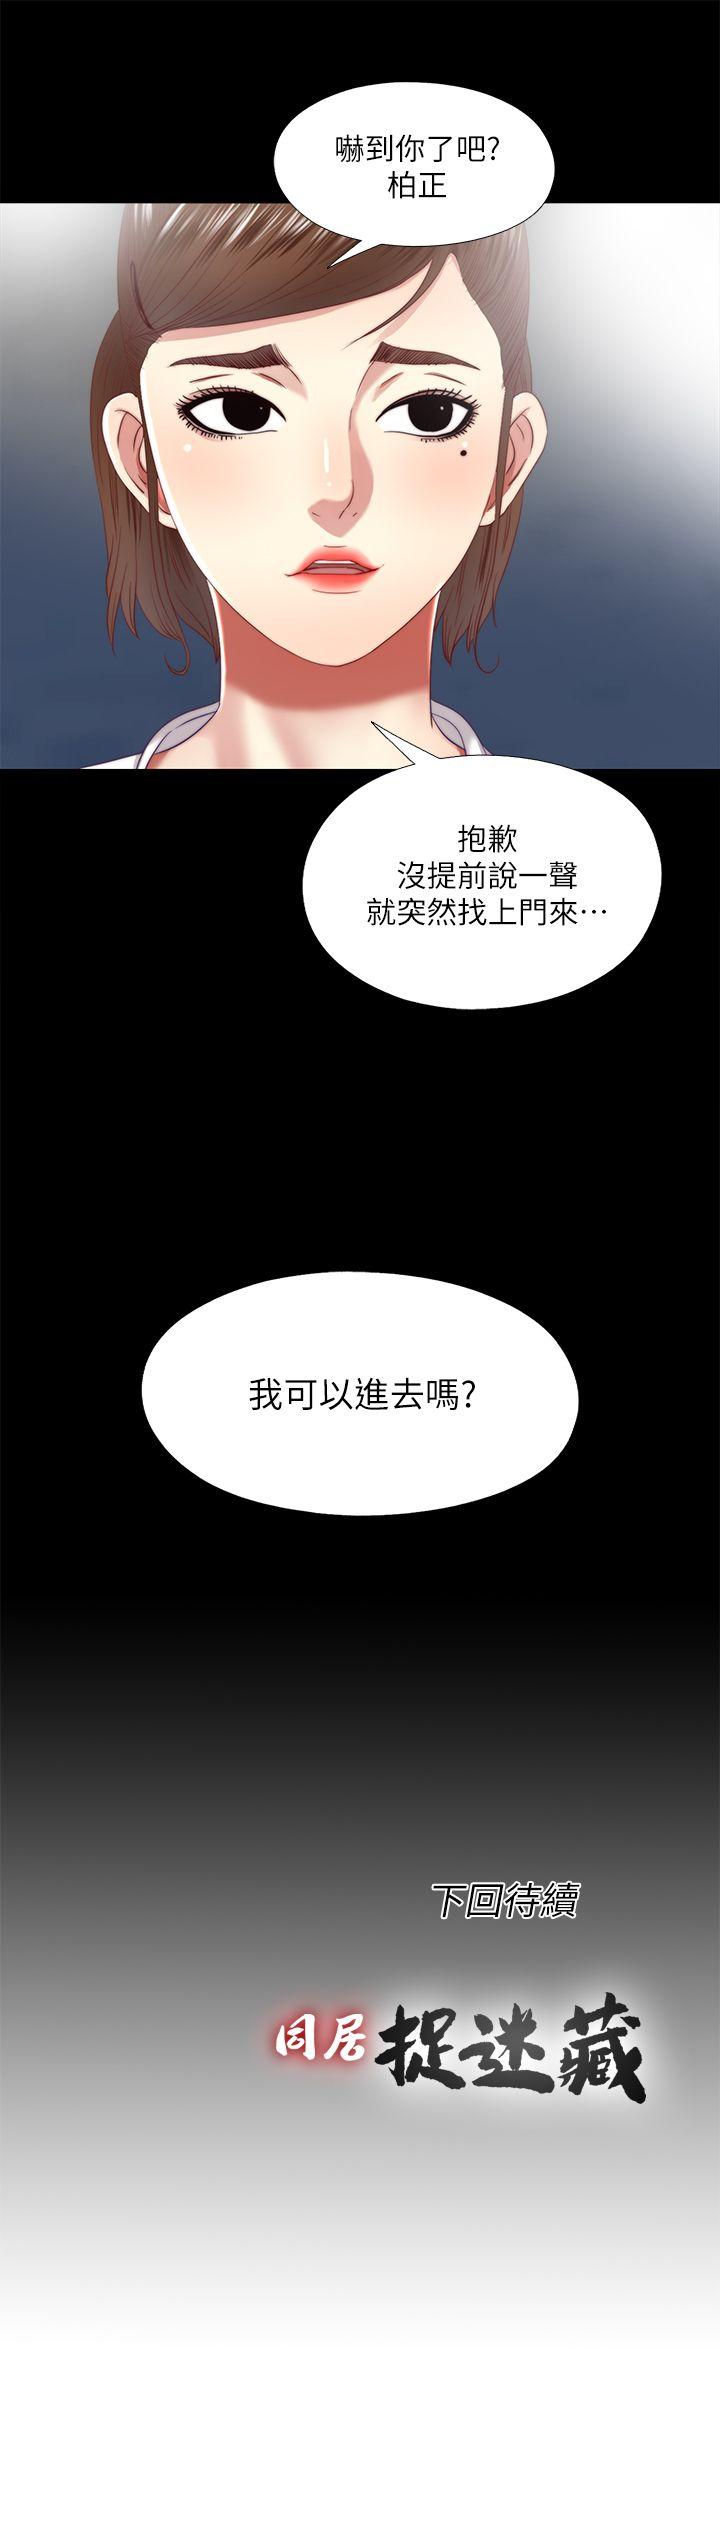 嚇到你了吧?
柏正
抱歉
沒提前說一聲
就突然找上門來…
我可以進去嗎?
下回待續
同居捉迷藏